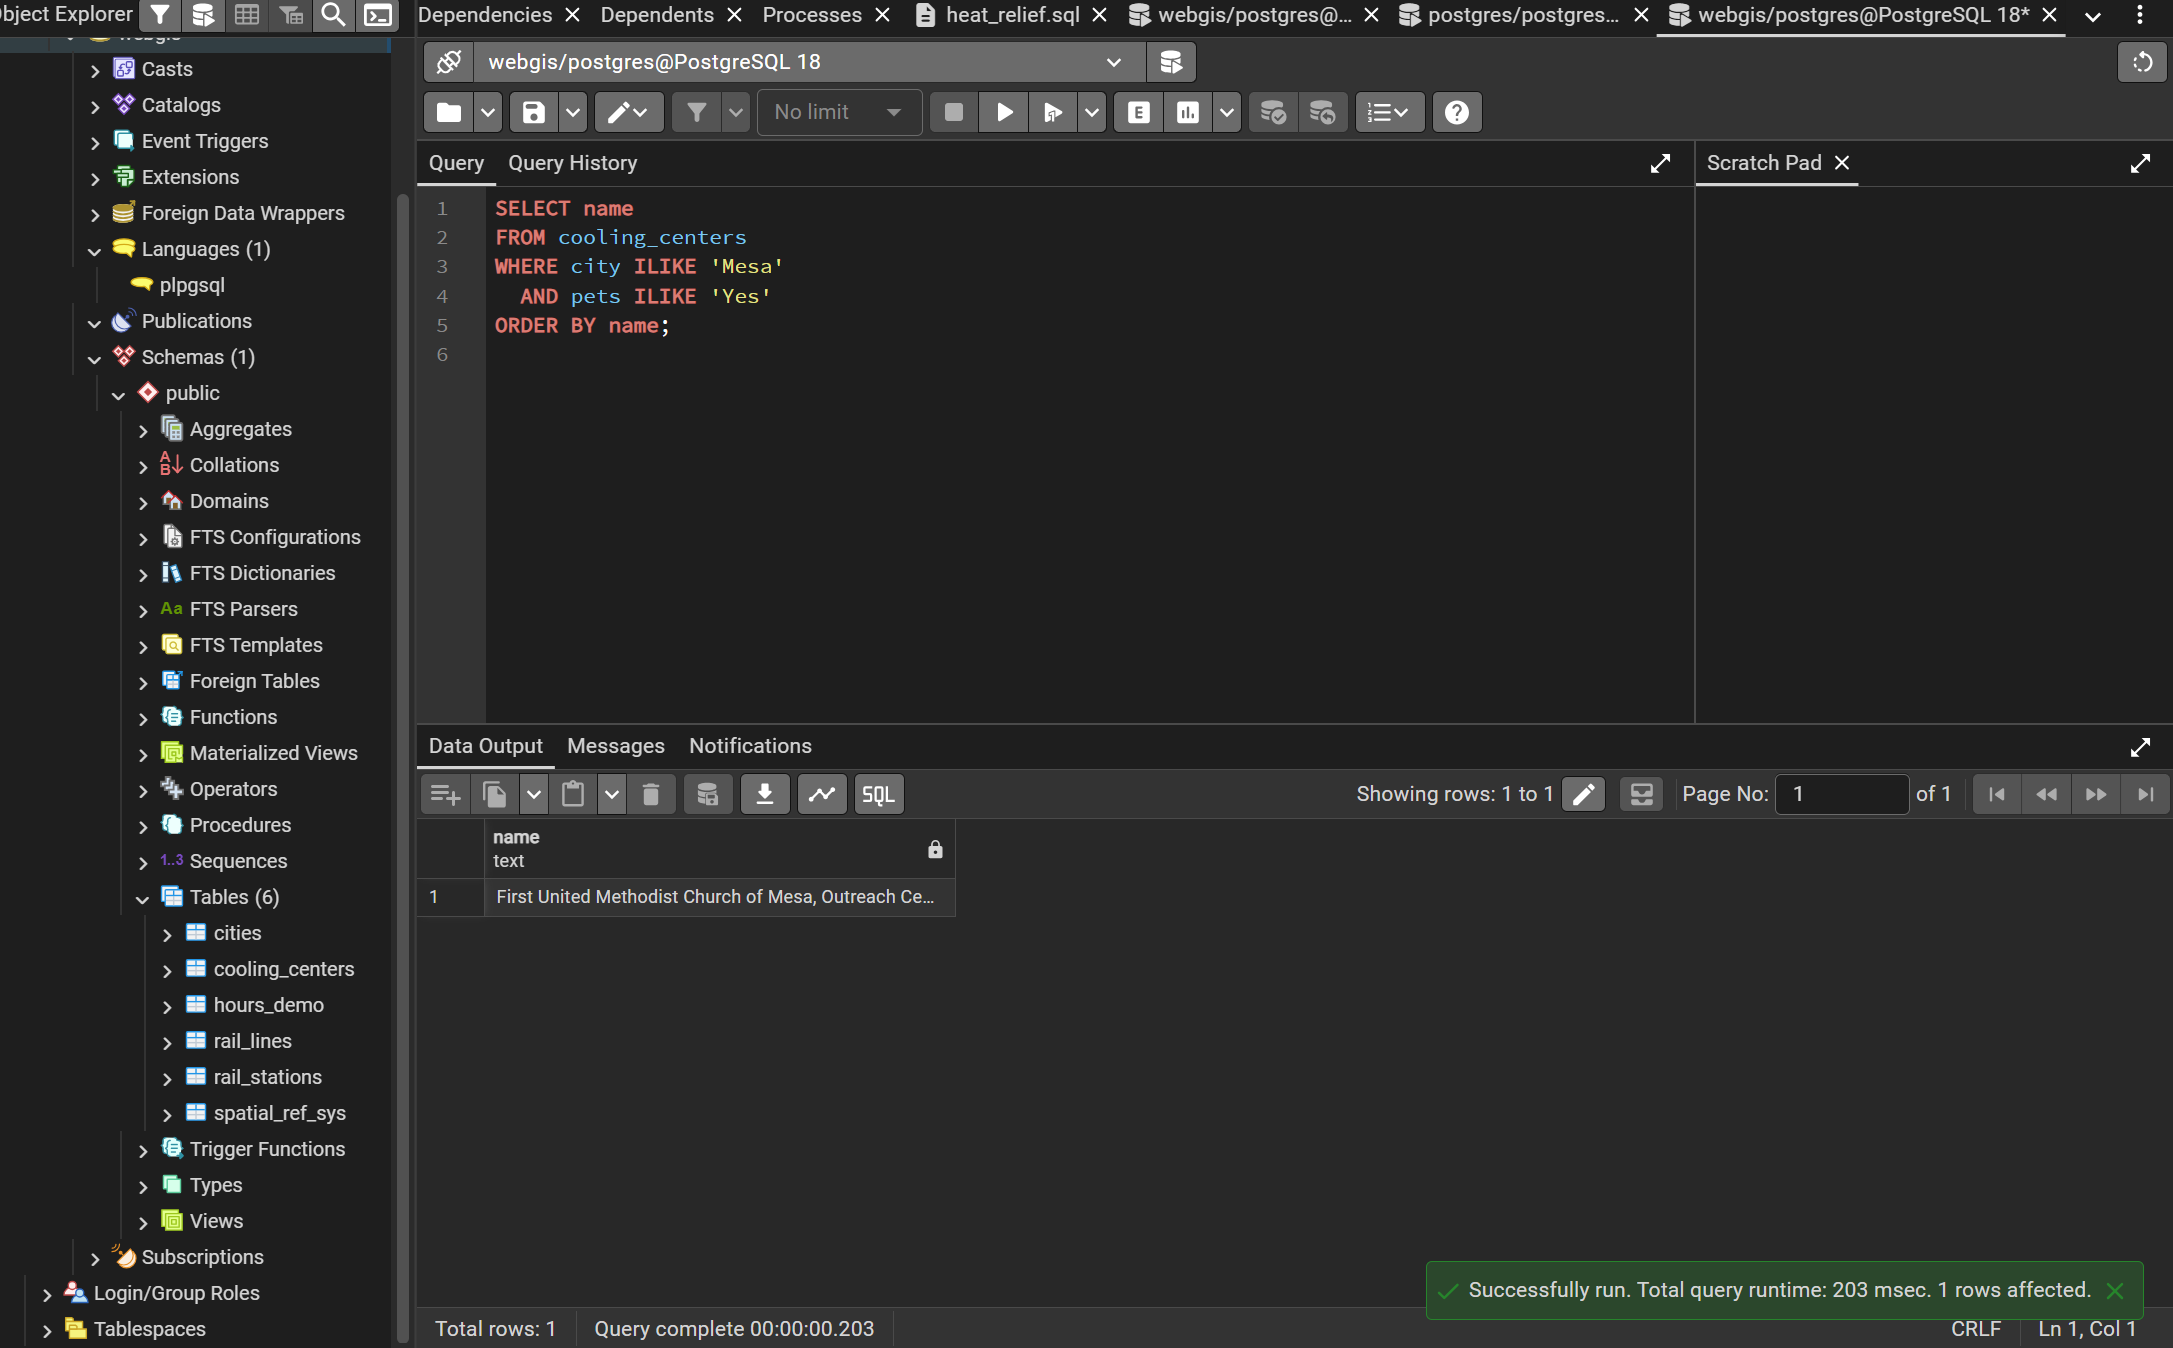 Object Explorer
Dependencies
Dependents
Processes
heat_relief.sql
webgis/postgres@...
postgres/postgres...
webgis/postgres@PostgreSQL 18*
webgis/postgres@PostgreSQL 18
No limit
Query
Query History
Scratch Pad
1 SELECT name
2 FROM cooling_centers
3 WHERE city ILIKE 'Mesa'
4 AND pets ILIKE 'Yes'
5 ORDER BY name;
6
webgis
Casts
Catalogs
Event Triggers
Extensions
Foreign Data Wrappers
Languages (1)
plpgsql
Publications
Schemas (1)
public
Aggregates
Collations
Domains
FTS Configurations
FTS Dictionaries
Aa FTS Parsers
FTS Templates
Foreign Tables
Functions
Materialized Views
Operators
Procedures
1..3 Sequences
Tables (6)
cities
cooling_centers
hours_demo
rail_lines
rail_stations
spatial_ref_sys
Trigger Functions
Types
Views
Subscriptions
Login/Group Roles
Tablespaces
Data Output
Messages
Notifications
SQL
Showing rows: 1 to 1
Page No: 1 of 1
name
text
1 First United Methodist Church of Mesa, Outreach Ce...
Successfully run. Total query runtime: 203 msec. 1 rows affected.
Total rows: 1
Query complete 00:00:00.203
CRLF
Ln 1, Col 1